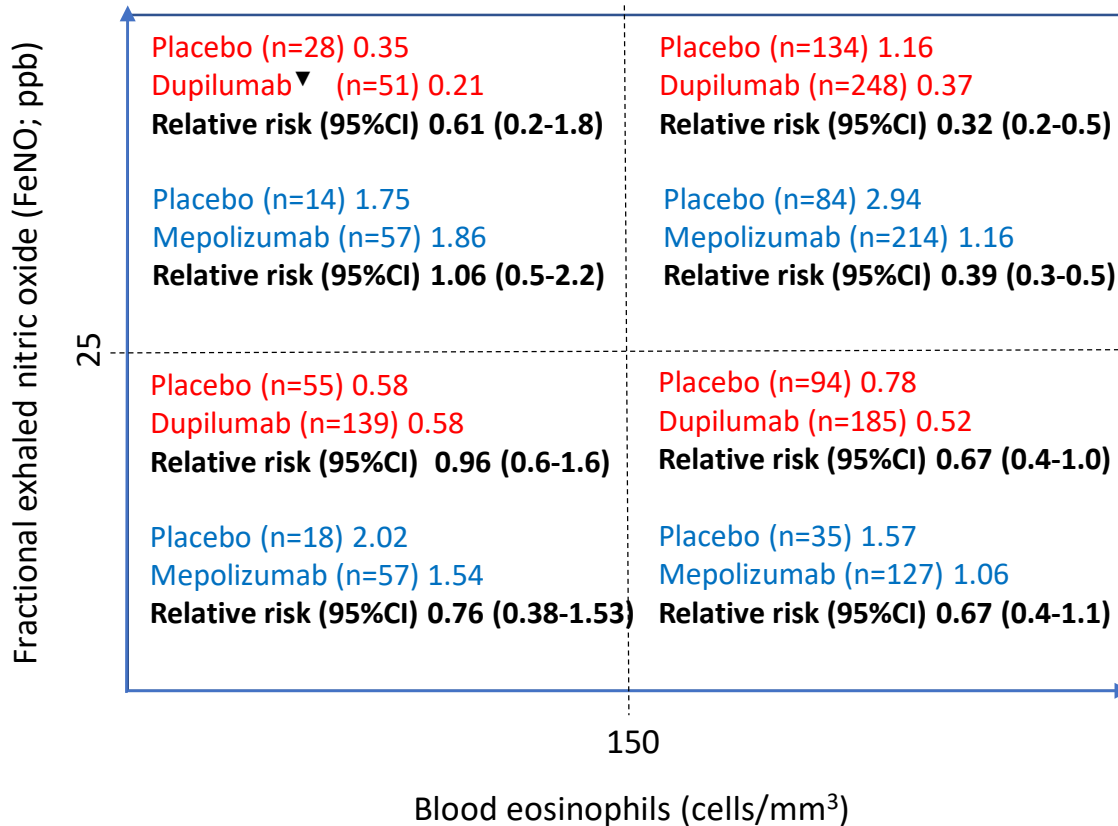 Fractional exhaled nitric oxide (FeNO; ppb)
25
Placebo (n=28) 0.35
Dupilumab▼ (n=51) 0.21
Relative risk (95%CI) 0.61 (0.2-1.8)
Placebo (n=14) 1.75
Mepolizumab (n=57) 1.86
Relative risk (95%CI) 1.06 (0.5-2.2)
Placebo (n=134) 1.16
Dupilumab (n=248) 0.37
Relative risk (95%CI) 0.32 (0.2-0.5)
Placebo (n=84) 2.94
Mepolizumab (n=214) 1.16
Relative risk (95%CI) 0.39 (0.3-0.5)
Placebo (n=55) 0.58
Dupilumab (n=139) 0.58
Relative risk (95%CI) 0.96 (0.6-1.6)
Placebo (n=18) 2.02
Mepolizumab (n=57) 1.54
Relative risk (95%CI) 0.76 (0.38-1.53)
Placebo (n=94) 0.78
Dupilumab (n=185) 0.52
Relative risk (95%CI) 0.67 (0.4-1.0)
Placebo (n=35) 1.57
Mepolizumab (n=127) 1.06
Relative risk (95%CI) 0.67 (0.4-1.1)
150
Blood eosinophils (cells/mm³)